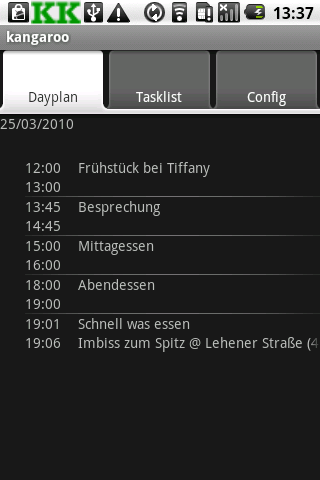 KK 13:37
kangaroo
Dayplan Tasklist Config
25/03/2010
12:00 Frühstück bei Tiffany
13:00
13:45 Besprechung
14:45
15:00 Mittagessen
16:00
18:00 Abendessen
19:00
19:01 Schnell was essen
19:06 Imbiss zum Spitz @ Lehener Straße (4